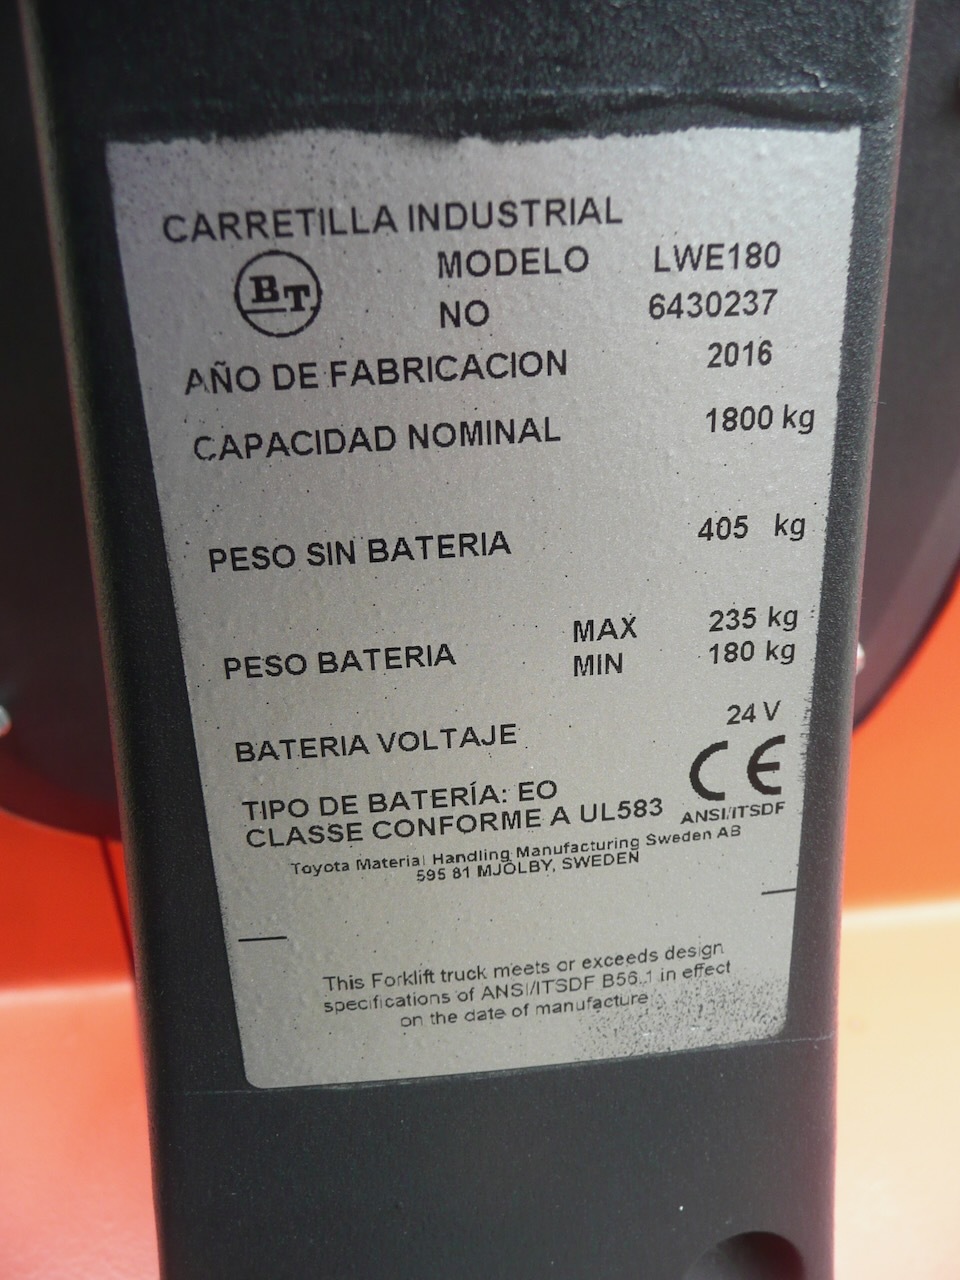 CARRETILLA INDUSTRIAL
BT
MODELO LWE180
NO 6430237
AÑO DE FABRICACION 2016
CAPACIDAD NOMINAL 1800 kg
PESO SIN BATERIA 405 kg
PESO BATERIA MAX 235 kg
MIN 180 kg
BATERIA VOLTAJE 24 V
CE
TIPO DE BATERÍA: EO
CLASSE CONFORME A UL583 ANSI/ITSDF
Toyota Material Handling Manufacturing Sweden AB
595 81 MJÖLBY, SWEDEN
This Forklift truck meets or exceeds design
specifications of ANSI/ITSDF B56.1 in effect
on the date of manufacture